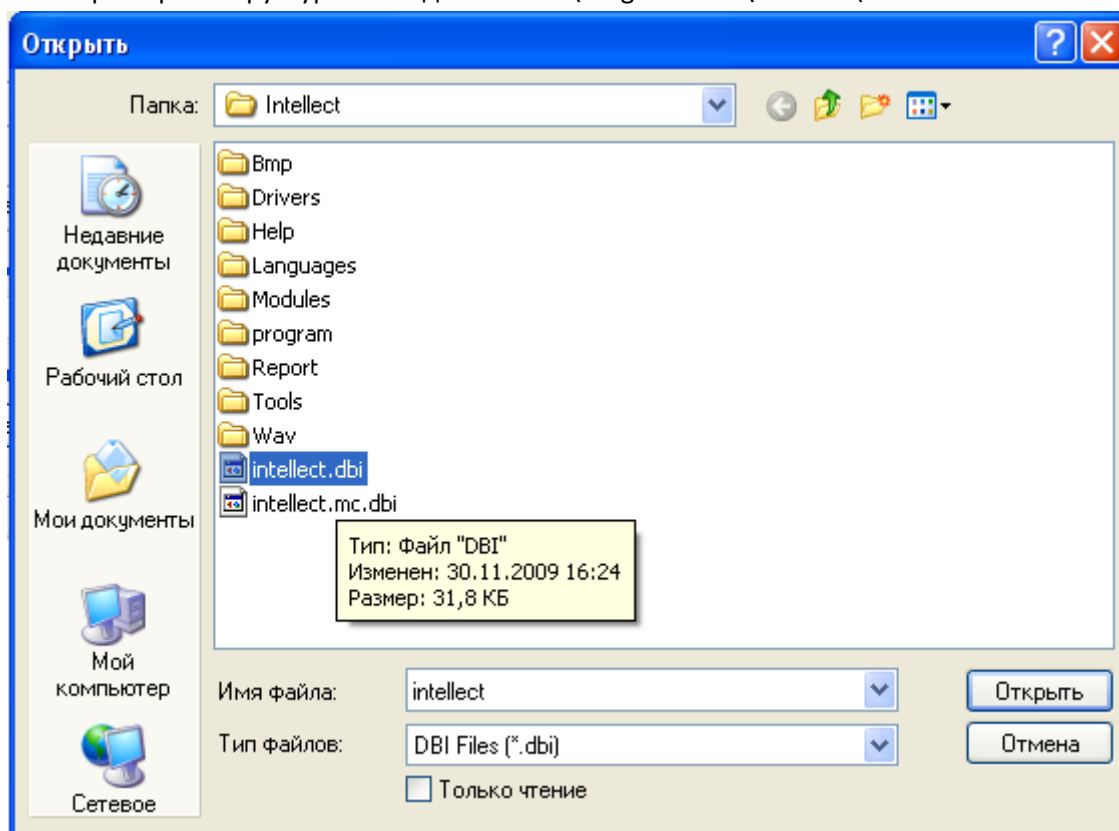 Открыть
Папка: Intellect
Недавние
документы
Рабочий стол
Мои документы
Мой
компьютер
Сетевое
Bmp
Drivers
Help
Languages
Modules
program
Report
Tools
Wav
intellect.dbi
intellect.mc.dbi
Тип: Файл "DBI"
Изменен: 30.11.2009 16:24
Размер: 31,8 КБ
Имя файла: intellect Открыть
Тип файлов: DBI Files (*.dbi) Отмена
Только чтение